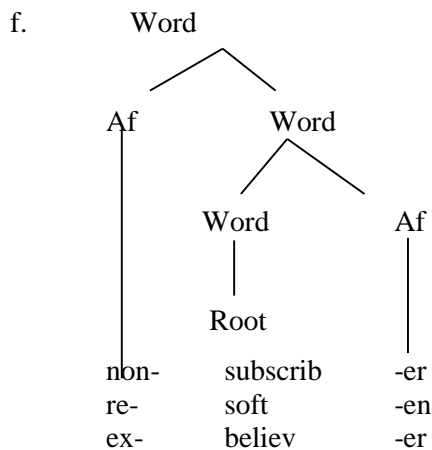 f. Word
Af Word
Word Af
Root
non- subscrib -er
re- soft -en
ex- believ -er